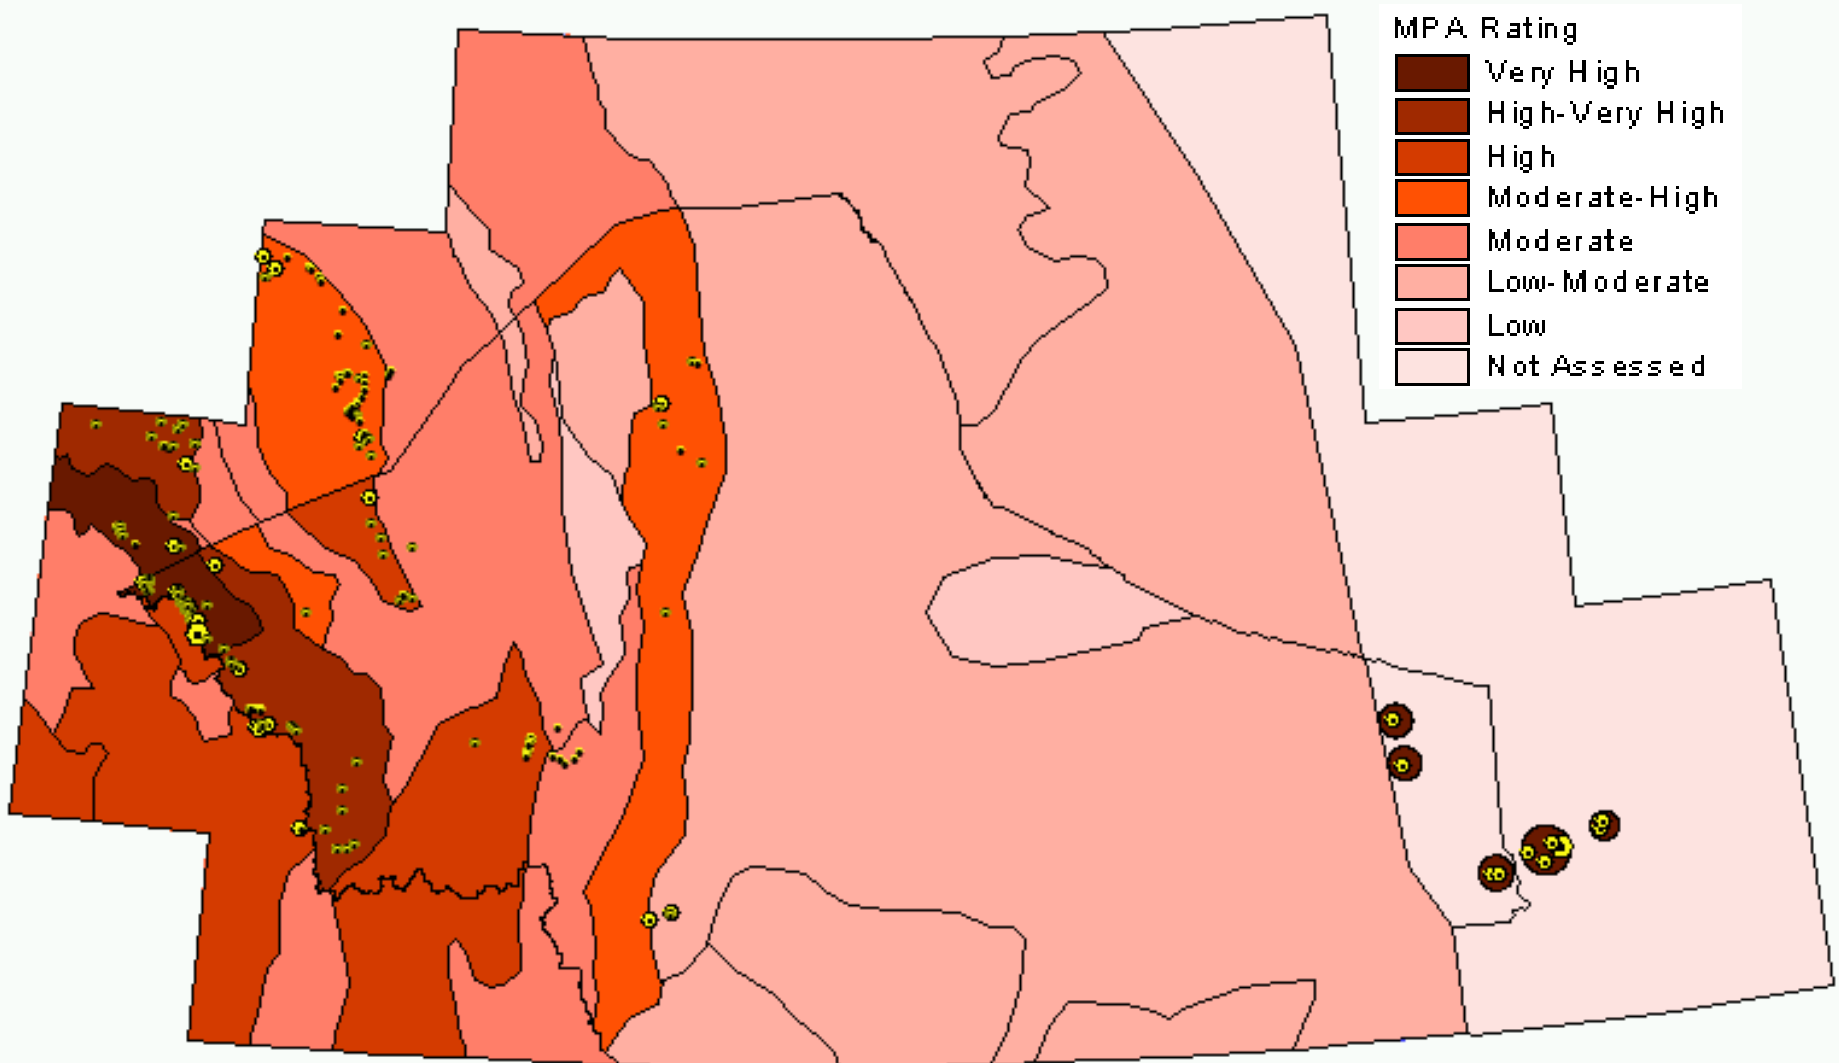 MPA Rating
Very High
High-Very High
High
Moderate-High
Moderate
Low-Moderate
Low
Not Assessed